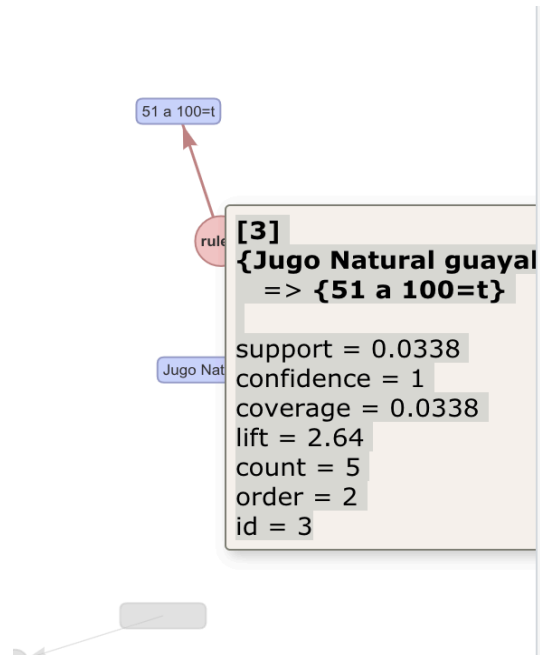 51 a 100=t
rule
[3]
{Jugo Natural guayal
=> {51 a 100=t}
Jugo Nat
support = 0.0338
confidence = 1
coverage = 0.0338
lift = 2.64
count = 5
order = 2
id = 3